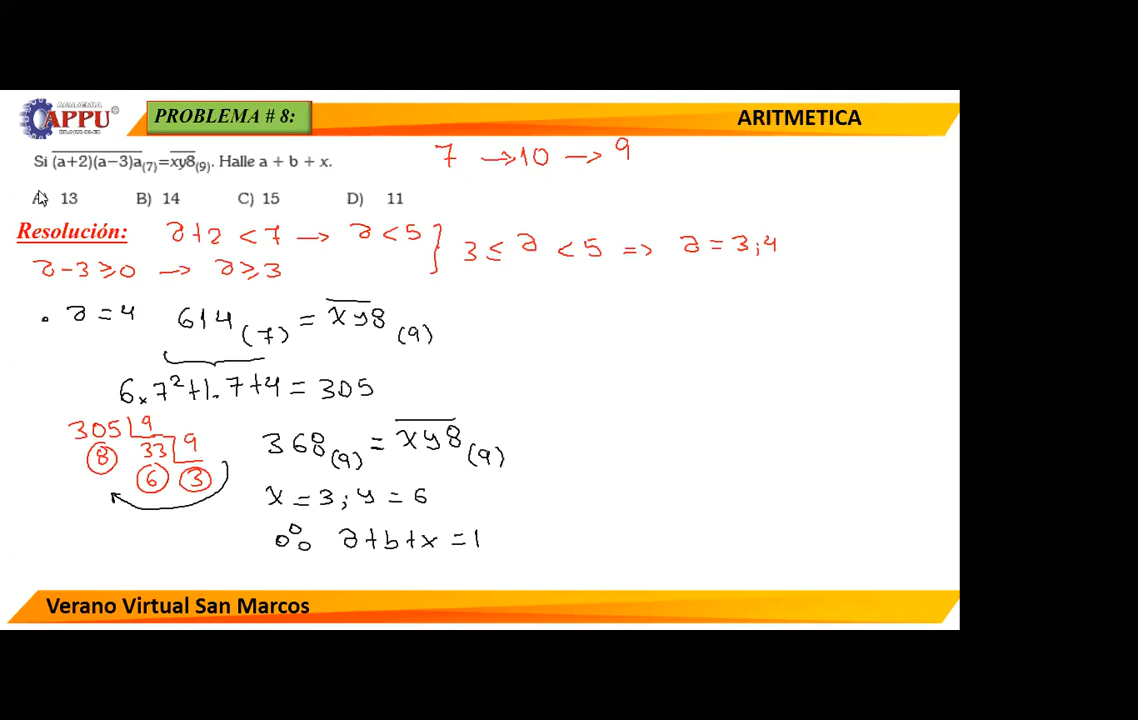 ACADEMIA
APPU®
PROBLEMA # 8:
ARITMETICA
Si (a+2)(a−3)a(7)=xy8(9). Halle a + b + x.
7 → 10 → 9
A) 13 B) 14 C) 15 D) 11
Resolución: a+2 < 7 → a < 5 } 3 ≤ a < 5 => a = 3;4
a−3 ≥ 0 → a ≥ 3
. a = 4 614(7) = xy8(9)
6×7²+1.7+4 = 305
305 9
8 33 9
6 3
368(9) = xy8(9)
x = 3; y = 6
∴ a+b+x = 1
Verano Virtual San Marcos